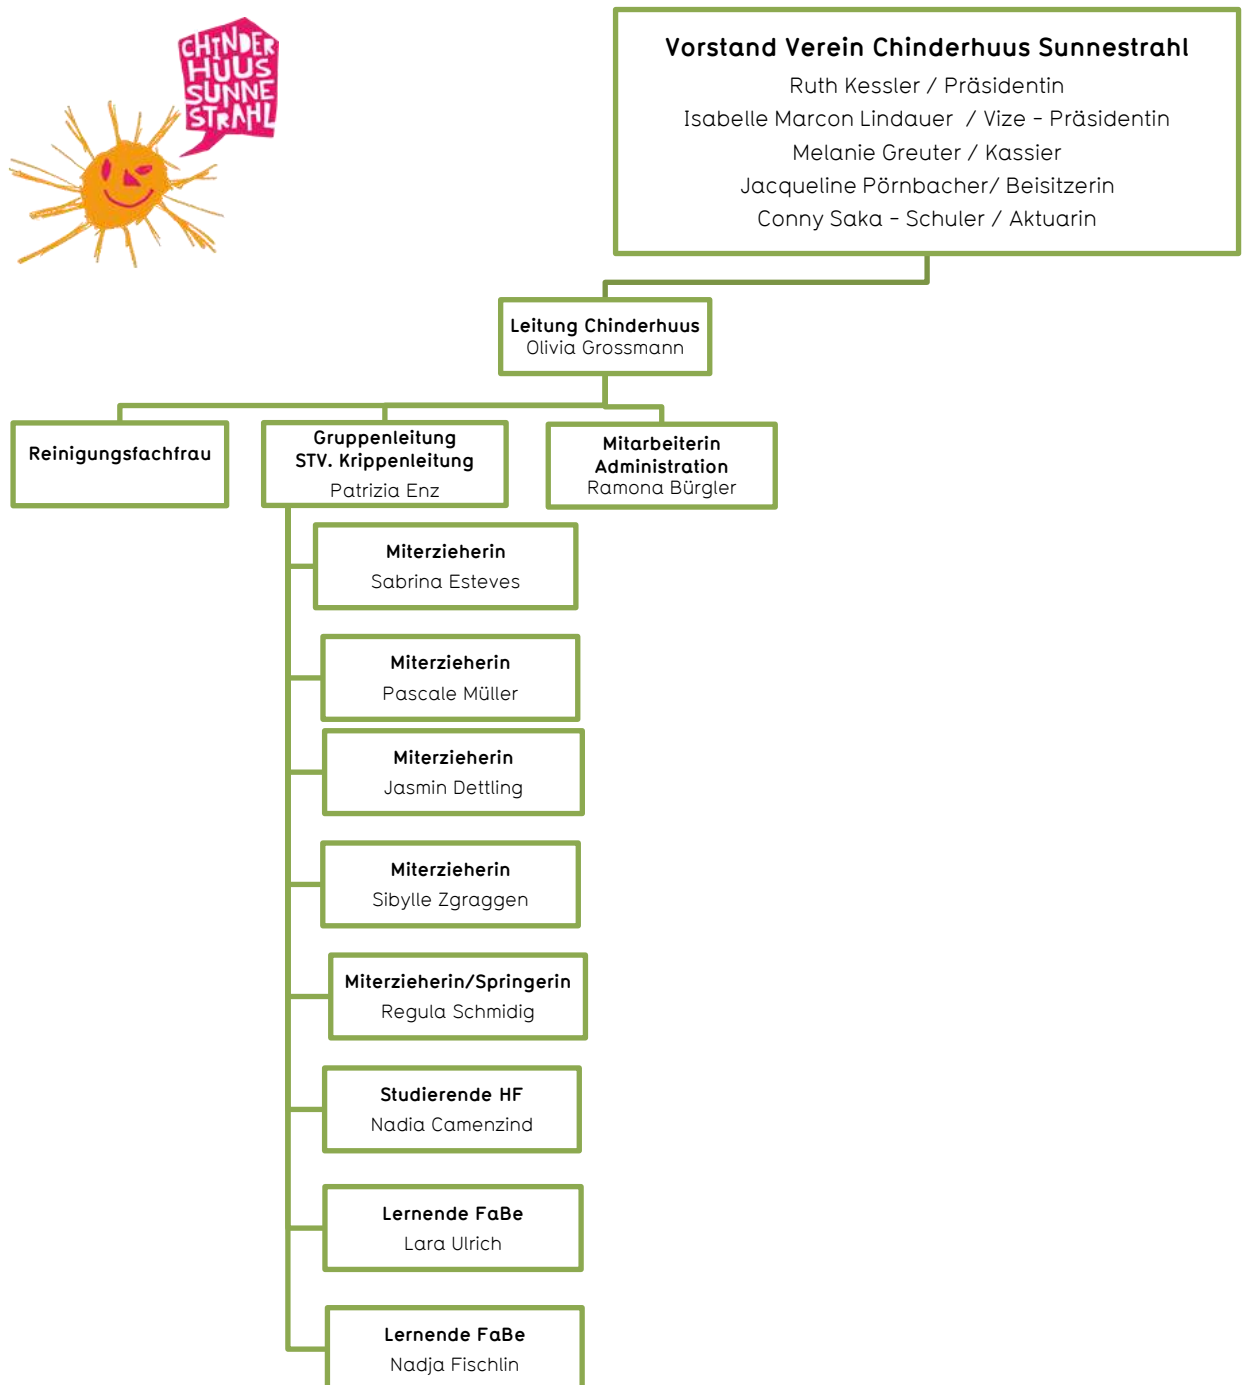 CHINDER
HUUS
SUNNE
STRAHL
Vorstand Verein Chinderhuus Sunnestrahl
Ruth Kessler / Präsidentin
Isabelle Marcon Lindauer / Vize - Präsidentin
Melanie Greuter / Kassier
Jacqueline Pörnbacher/ Beisitzerin
Conny Saka - Schuler / Aktuarin
Leitung Chinderhuus
Olivia Grossmann
Reinigungsfachfrau
Gruppenleitung
STV. Krippenleitung
Patrizia Enz
Mitarbeiterin
Administration
Ramona Bürgler
Miterzieherin
Sabrina Esteves
Miterzieherin
Pascale Müller
Miterzieherin
Jasmin Dettling
Miterzieherin
Sibylle Zgraggen
Miterzieherin/Springerin
Regula Schmidig
Studierende HF
Nadia Camenzind
Lernende FaBe
Lara Ulrich
Lernende FaBe
Nadja Fischlin